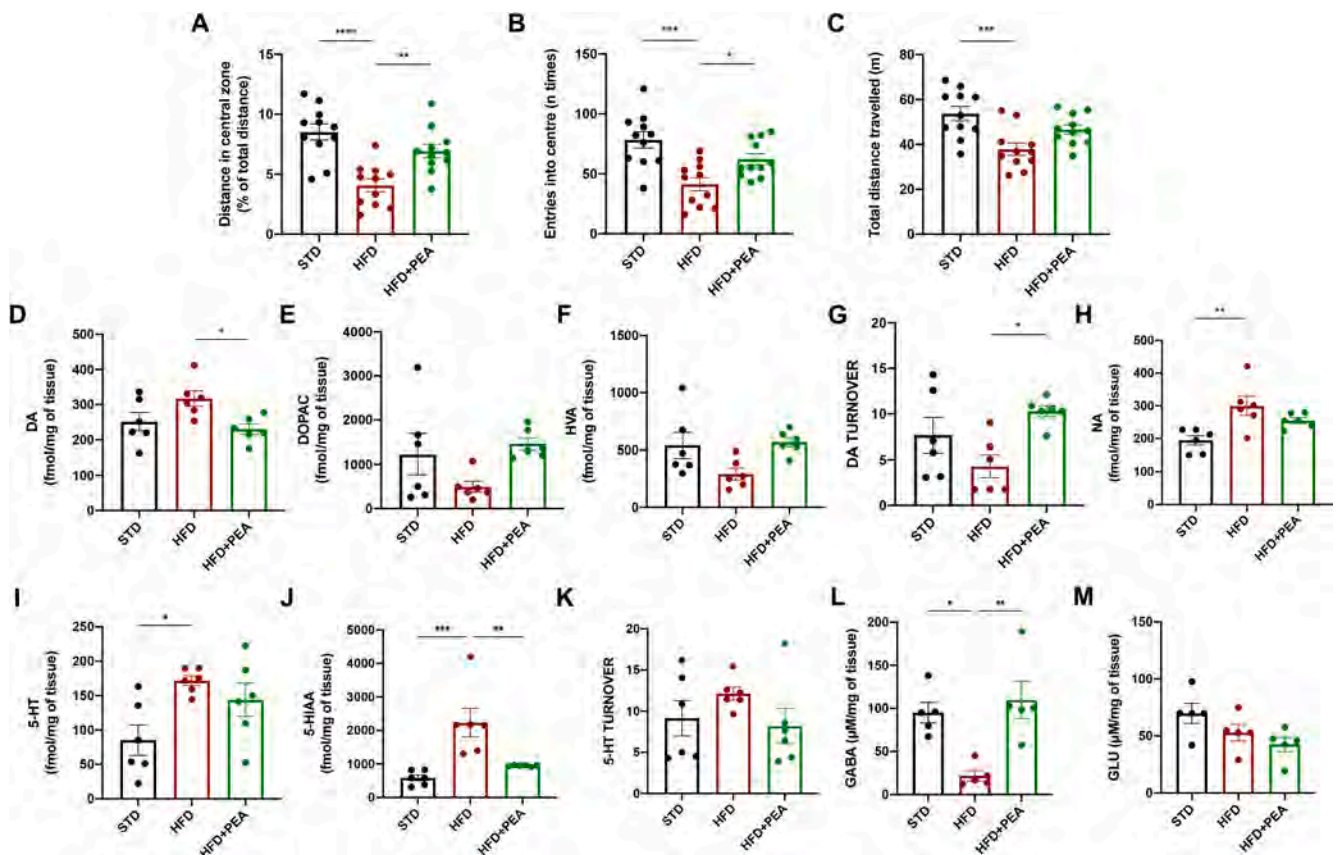 A
B
C
****
**
***
*
***
Distance in central zone
(% of total distance)
15
10
5
0
STD
HFD
HFD+PEA
Entries into centre (n times)
150
100
50
0
STD
HFD
HFD+PEA
Total distance travelled (m)
80
60
40
20
0
STD
HFD
HFD+PEA
D
E
F
G
H
*
DA
(fmol/mg of tissue)
500
400
300
200
100
0
STD
HFD
HFD+PEA
DOPAC
(fmol/mg of tissue)
4000
3000
2000
1000
0
STD
HFD
HFD+PEA
HVA
(fmol/mg of tissue)
1500
1000
500
0
STD
HFD
HFD+PEA
*
DA TURNOVER
20
15
10
5
0
STD
HFD
HFD+PEA
**
NA
(fmol/mg of tissue)
500
400
300
200
100
0
STD
HFD
HFD+PEA
I
J
K
L
M
*
5-HT
(fmol/mg of tissue)
250
200
150
100
50
0
STD
HFD
HFD+PEA
***
**
5-HIAA
(fmol/mg of tissue)
5000
4000
3000
2000
1000
0
STD
HFD
HFD+PEA
5-HT TURNOVER
20
15
10
5
0
STD
HFD
HFD+PEA
*
**
GABA (µM/mg of tissue)
200
150
100
50
0
STD
HFD
HFD+PEA
GLU (µM/mg of tissue)
150
100
50
0
STD
HFD
HFD+PEA